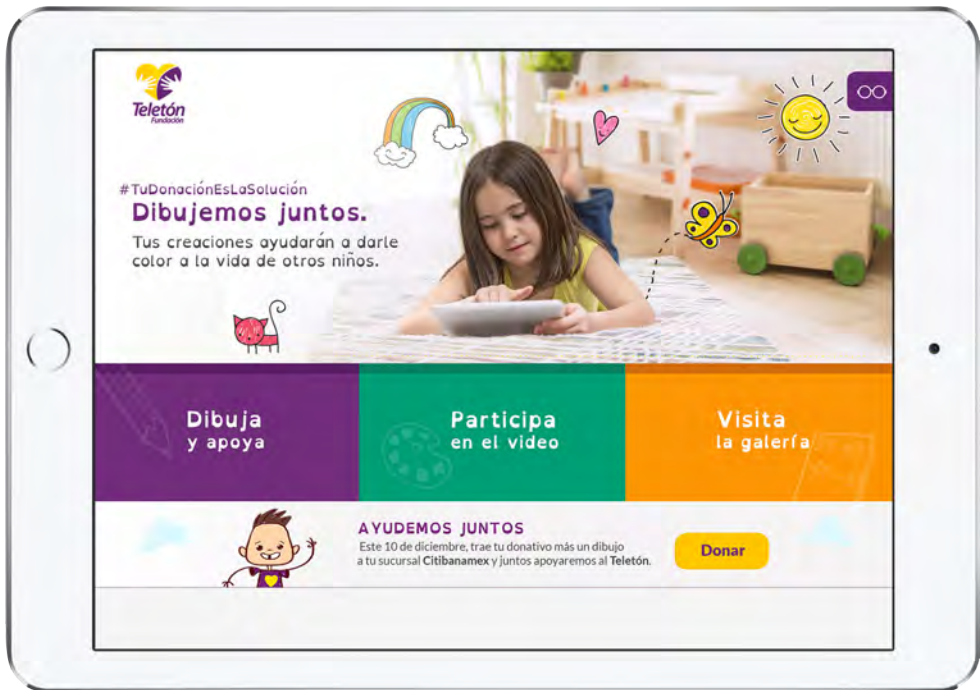 Teletón
Fundación
#TuDonaciónEsLaSolución
Dibujemos juntos.
Tus creaciones ayudarán a darle
color a la vida de otros niños.
Dibuja
y apoya
Participa
en el video
Visita
la galería
AYUDEMOS JUNTOS
Este 10 de diciembre, trae tu donativo más un dibujo
a tu sucursal Citibanamex y juntos apoyaremos al Teletón.
Donar